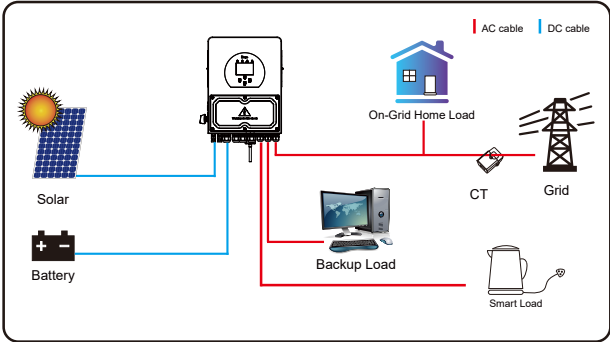 AC cable
DC cable
On-Grid Home Load
Solar
CT
Grid
Backup Load
Battery
Smart Load